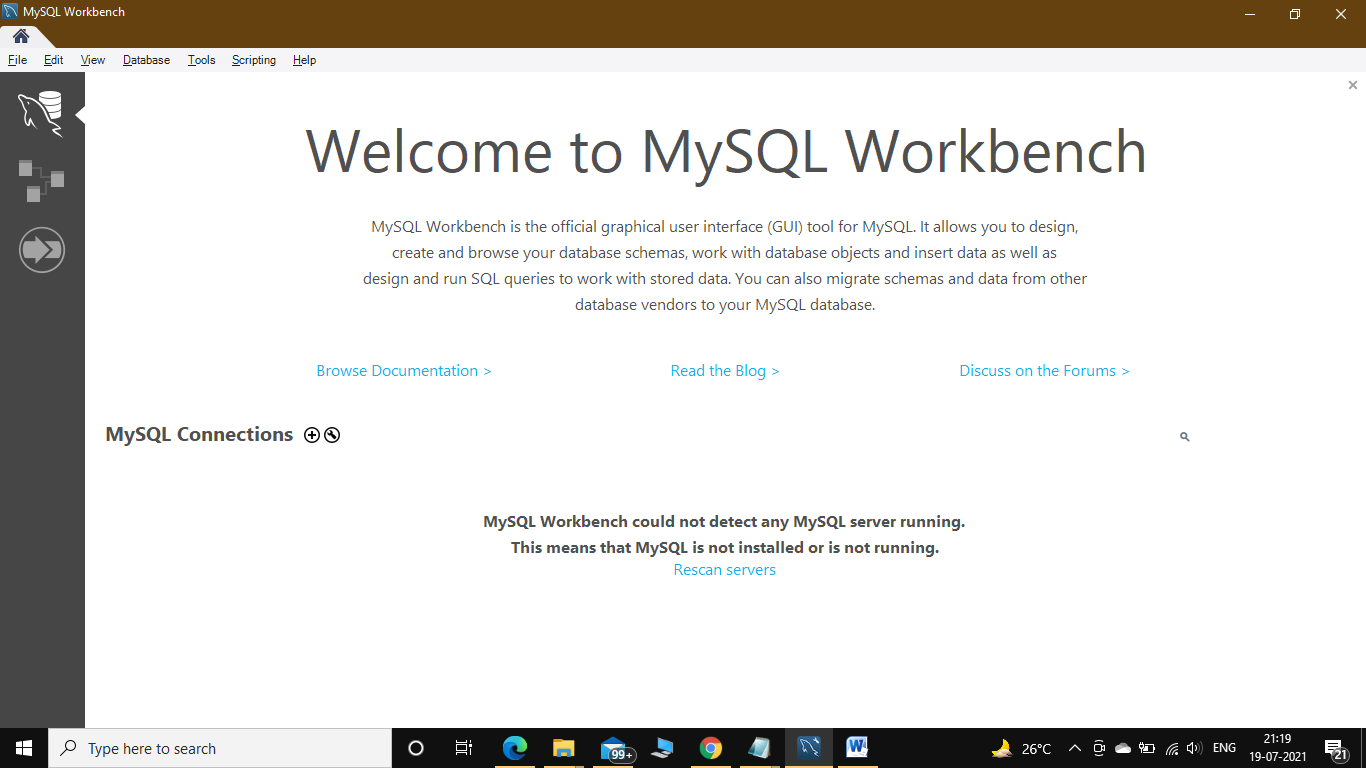 MySQL Workbench
File Edit View Database Tools Scripting Help
Welcome to MySQL Workbench
MySQL Workbench is the official graphical user interface (GUI) tool for MySQL. It allows you to design,
create and browse your database schemas, work with database objects and insert data as well as
design and run SQL queries to work with stored data. You can also migrate schemas and data from other
database vendors to your MySQL database.
Browse Documentation > Read the Blog > Discuss on the Forums >
MySQL Connections
MySQL Workbench could not detect any MySQL server running.
This means that MySQL is not installed or is not running.
Rescan servers
Type here to search
99+
26°C
ENG
21:19
19-07-2021
21